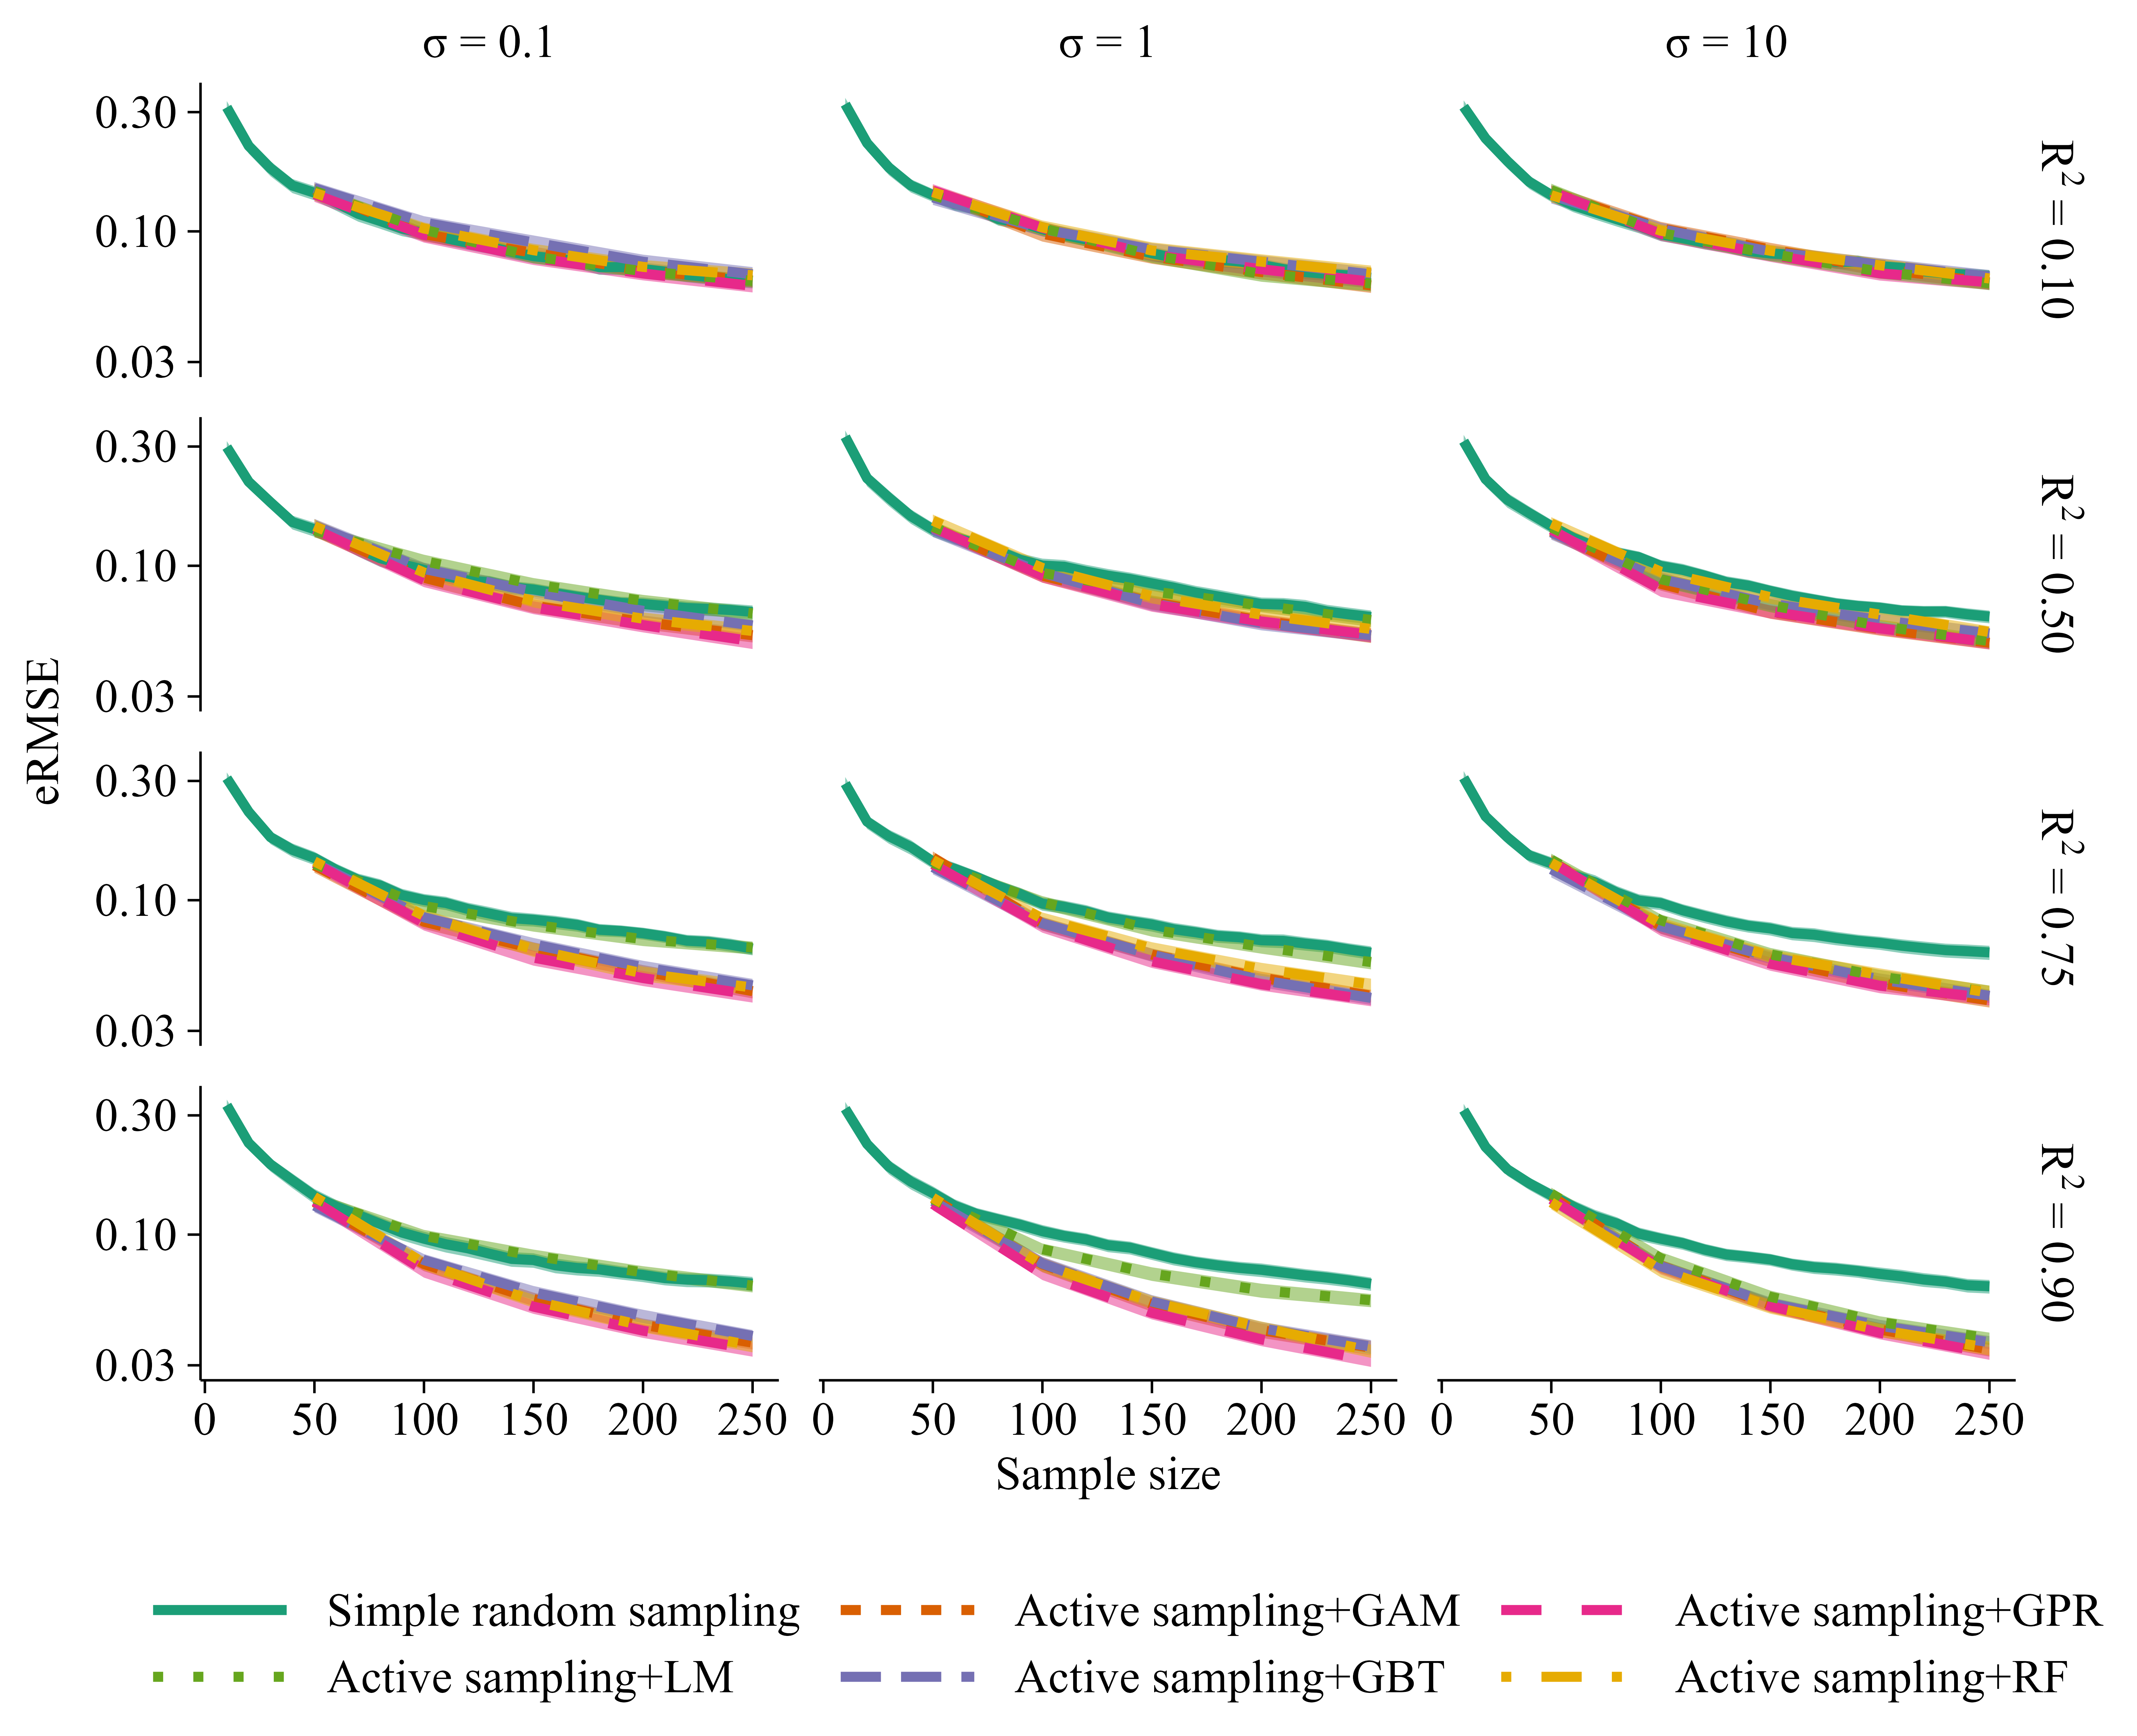 σ = 0.1
σ = 1
σ = 10
0.30
0.10
0.03
R² = 0.10
0.30
0.10
0.03
R² = 0.50
eRMSE
0.30
0.10
0.03
R² = 0.75
0.30
0.10
0.03
R² = 0.90
0 50 100 150 200 250
0 50 100 150 200 250
0 50 100 150 200 250
Sample size
Simple random sampling
Active sampling+GAM
Active sampling+GPR
Active sampling+LM
Active sampling+GBT
Active sampling+RF